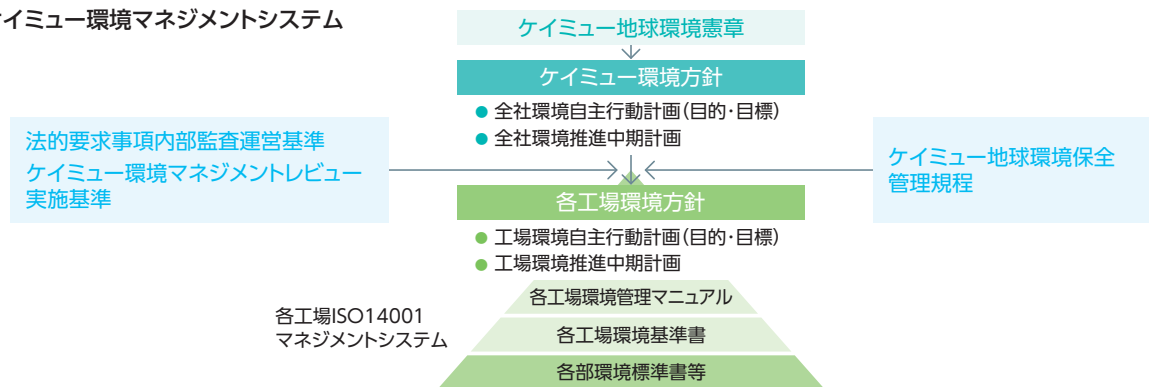 ケイミュー環境マネジメントシステム
ケイミュー地球環境憲章
ケイミュー環境方針
● 全社環境自主行動計画(目的・目標)
● 全社環境推進中期計画
法的要求事項内部監査運営基準
ケイミュー環境マネジメントレビュー
実施基準
ケイミュー地球環境保全
管理規程
各工場環境方針
● 工場環境自主行動計画(目的・目標)
● 工場環境推進中期計画
各工場ISO14001
マネジメントシステム
各工場環境管理マニュアル
各工場環境基準書
各部環境標準書等